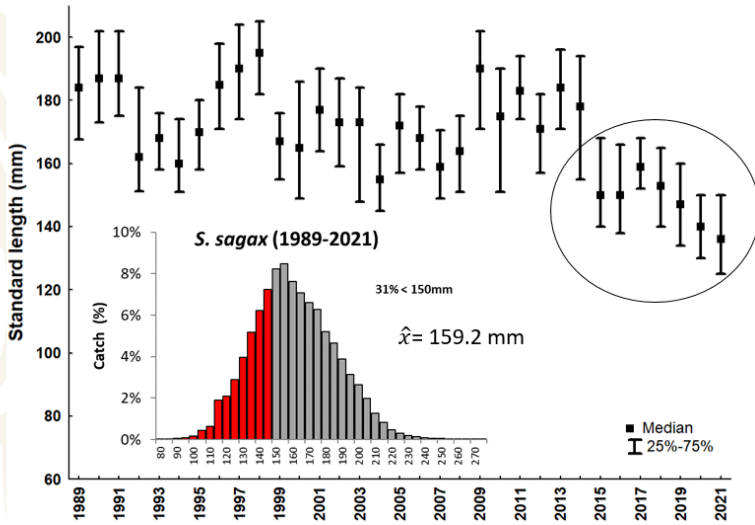 Standard length (mm)
200
180
160
140
120
100
80
60
S. sagax (1989-2021)
31% < 150mm
x̂= 159.2 mm
Catch (%)
10%
8%
6%
4%
2%
0%
80 90 100 110 120 130 140 150 160 170 180 190 200 210 220 230 240 250 260 270
Median
25%-75%
1989 1991 1993 1995 1997 1999 2001 2003 2005 2007 2009 2011 2013 2015 2017 2019 2021